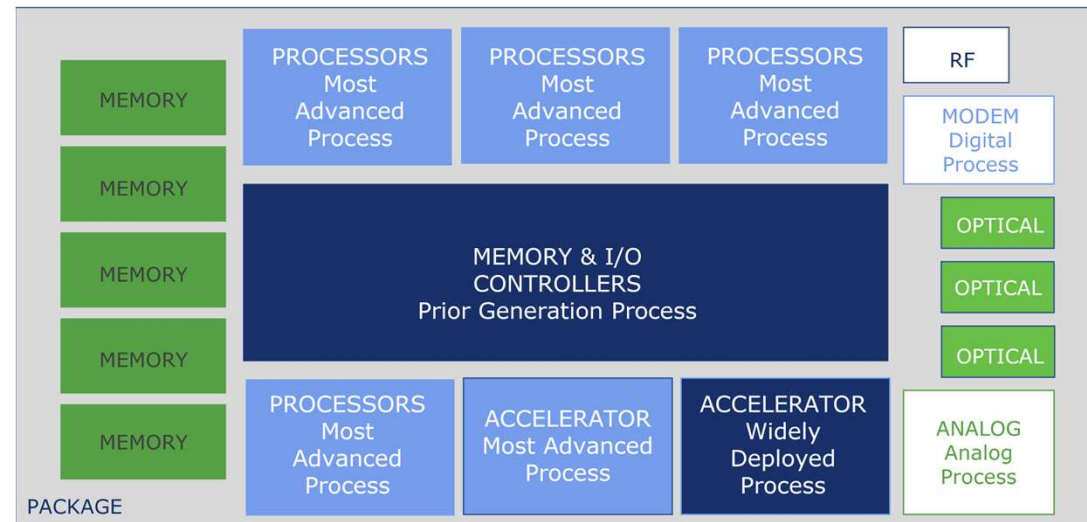 MEMORY
MEMORY
MEMORY
MEMORY
MEMORY
PROCESSORS
Most
Advanced
Process
PROCESSORS
Most
Advanced
Process
PROCESSORS
Most
Advanced
Process
MEMORY & I/O
CONTROLLERS
Prior Generation Process
PROCESSORS
Most
Advanced
Process
ACCELERATOR
Most Advanced
Process
ACCELERATOR
Widely
Deployed
Process
RF
MODEM
Digital
Process
OPTICAL
OPTICAL
OPTICAL
ANALOG
Analog
Process
PACKAGE